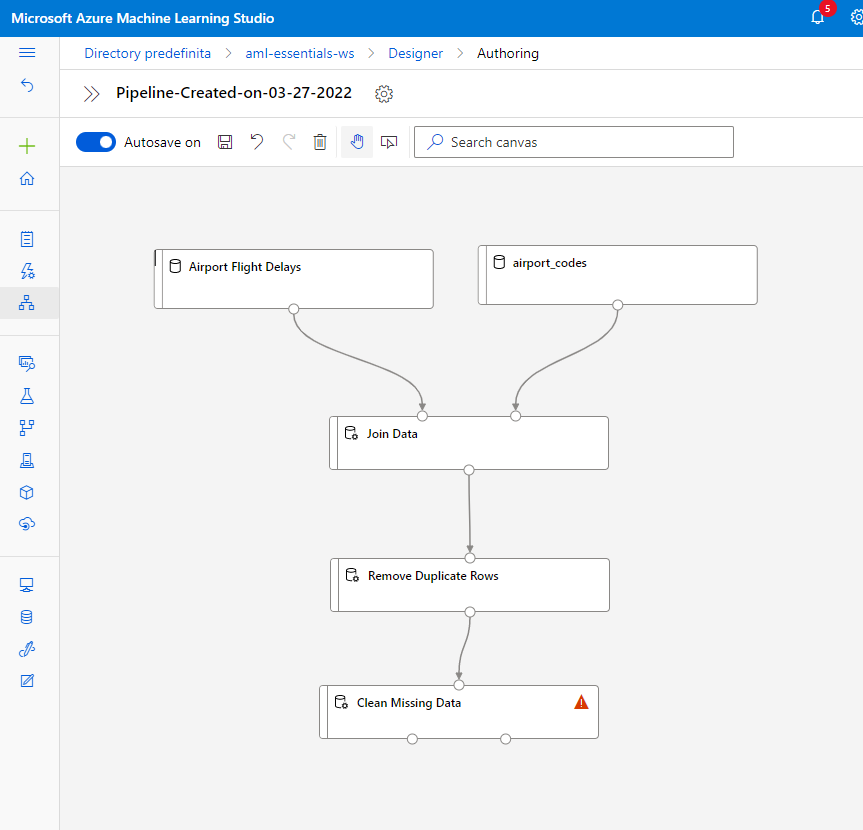 Microsoft Azure Machine Learning Studio
5
Directory predefinita > aml-essentials-ws > Designer > Authoring
Pipeline-Created-on-03-27-2022
Autosave on
Search canvas
Airport Flight Delays
airport_codes
Join Data
Remove Duplicate Rows
Clean Missing Data